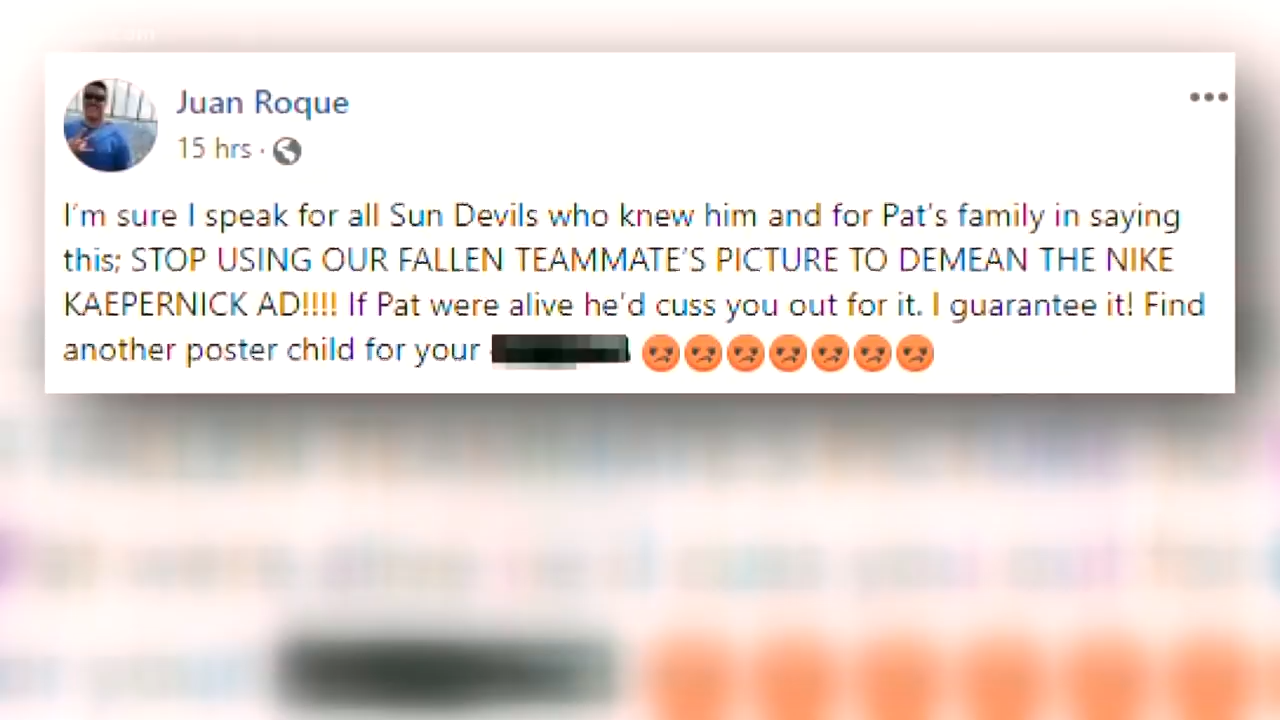 Juan Roque
15 hrs ·
I'm sure I speak for all Sun Devils who knew him and for Pat's family in saying
this; STOP USING OUR FALLEN TEAMMATE'S PICTURE TO DEMEAN THE NIKE
KAEPERNICK AD!!!! If Pat were alive he'd cuss you out for it. I guarantee it! Find
another poster child for your